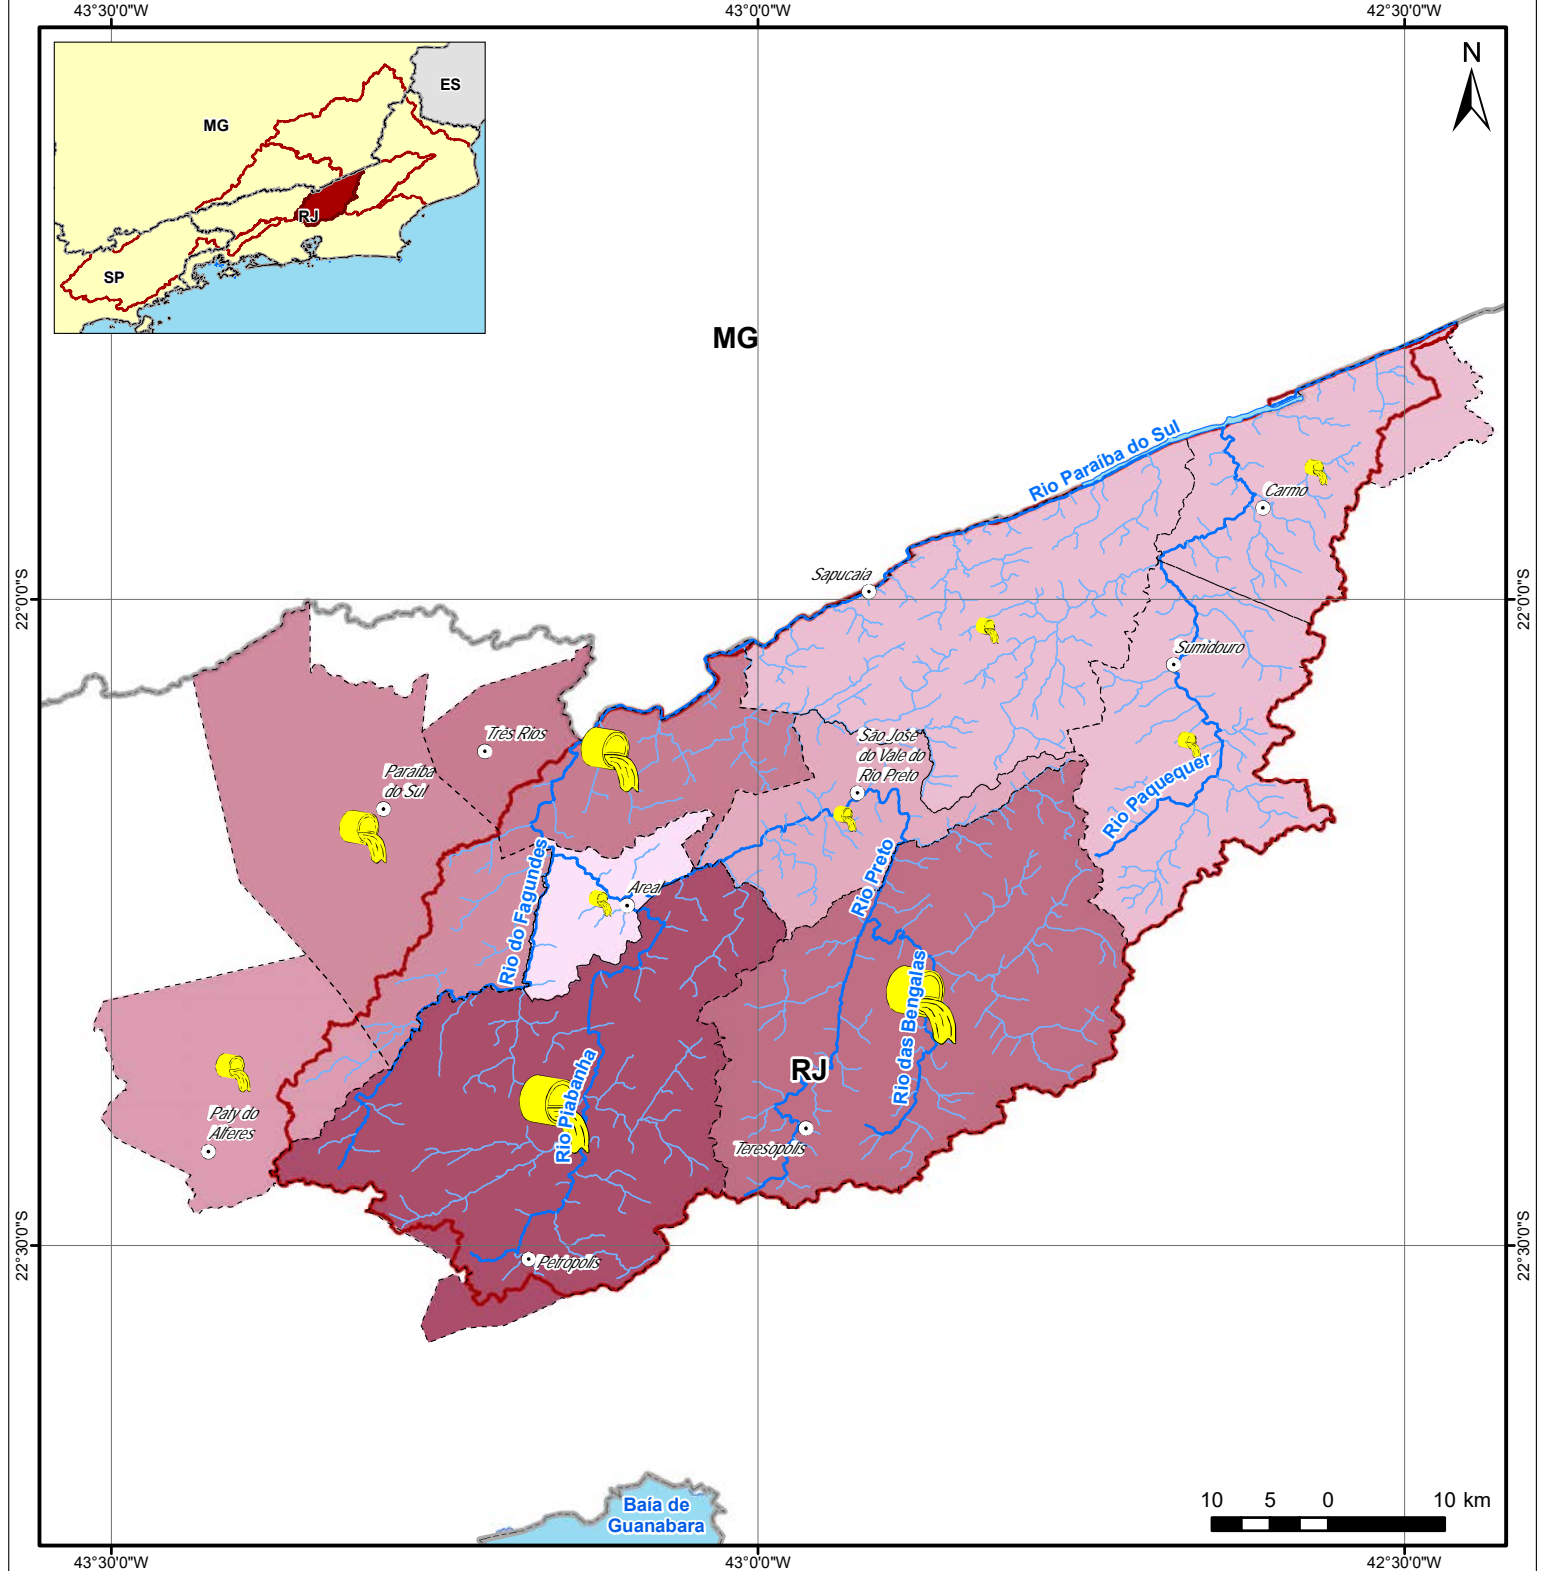 43°30'0"W
43°0'0"W
42°30'0"W
N
ES
MG
RJ
SP
MG
Rio Paraíba do Sul
Carmo
Sapucaia
22°0'0"S
22°0'0"S
Sumidouro
Três Rios
São José
do Vale do
Rio Preto
Paraíba
do Sul
Rio Paquequer
Rio do Fagundes
Areal
Rio Preto
Rio das Bengalas
Rio Piabanha
RJ
Paty do
Alferes
Teresópolis
22°30'0"S
22°30'0"S
Petrópolis
Baía de
Guanabara
10 5 0 10 km
43°30'0"W
43°0'0"W
42°30'0"W